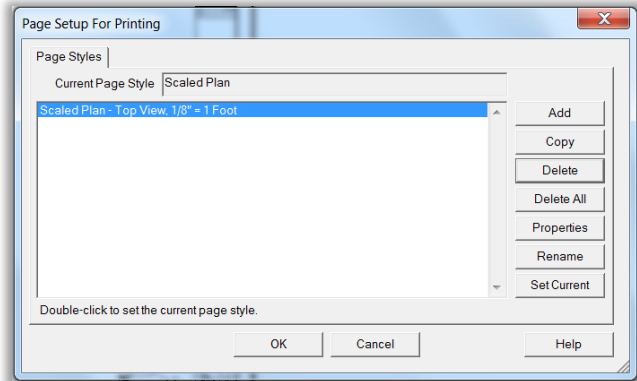 Page Setup For Printing
X
Page Styles
Current Page Style Scaled Plan
Scaled Plan - Top View, 1/8" = 1 Foot
Add
Copy
Delete
Delete All
Properties
Rename
Set Current
Double-click to set the current page style.
OK Cancel Help